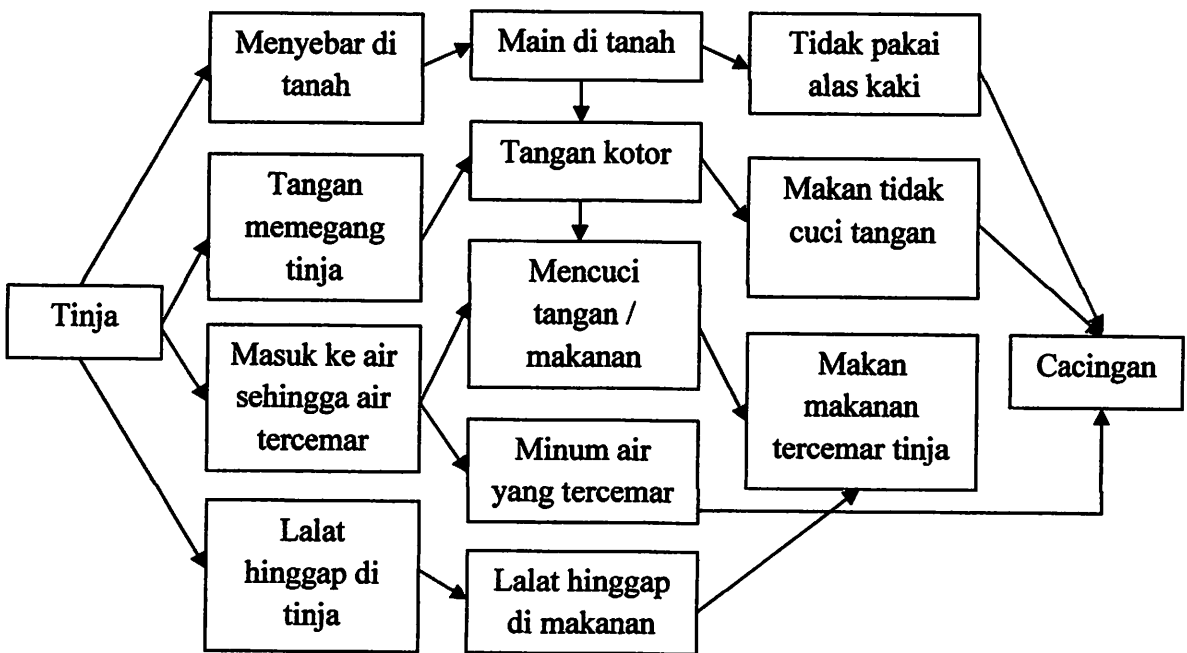 Menyebar di
tanah
Main di tanah
Tidak pakai
alas kaki
Tangan
memegang
tinja
Tangan kotor
Makan tidak
cuci tangan
Tinja
Masuk ke air
sehingga air
tercemar
Mencuci
tangan /
makanan
Makan
makanan
tercemar tinja
Cacingan
Minum air
yang tercemar
Lalat
hinggap di
tinja
Lalat hinggap
di makanan